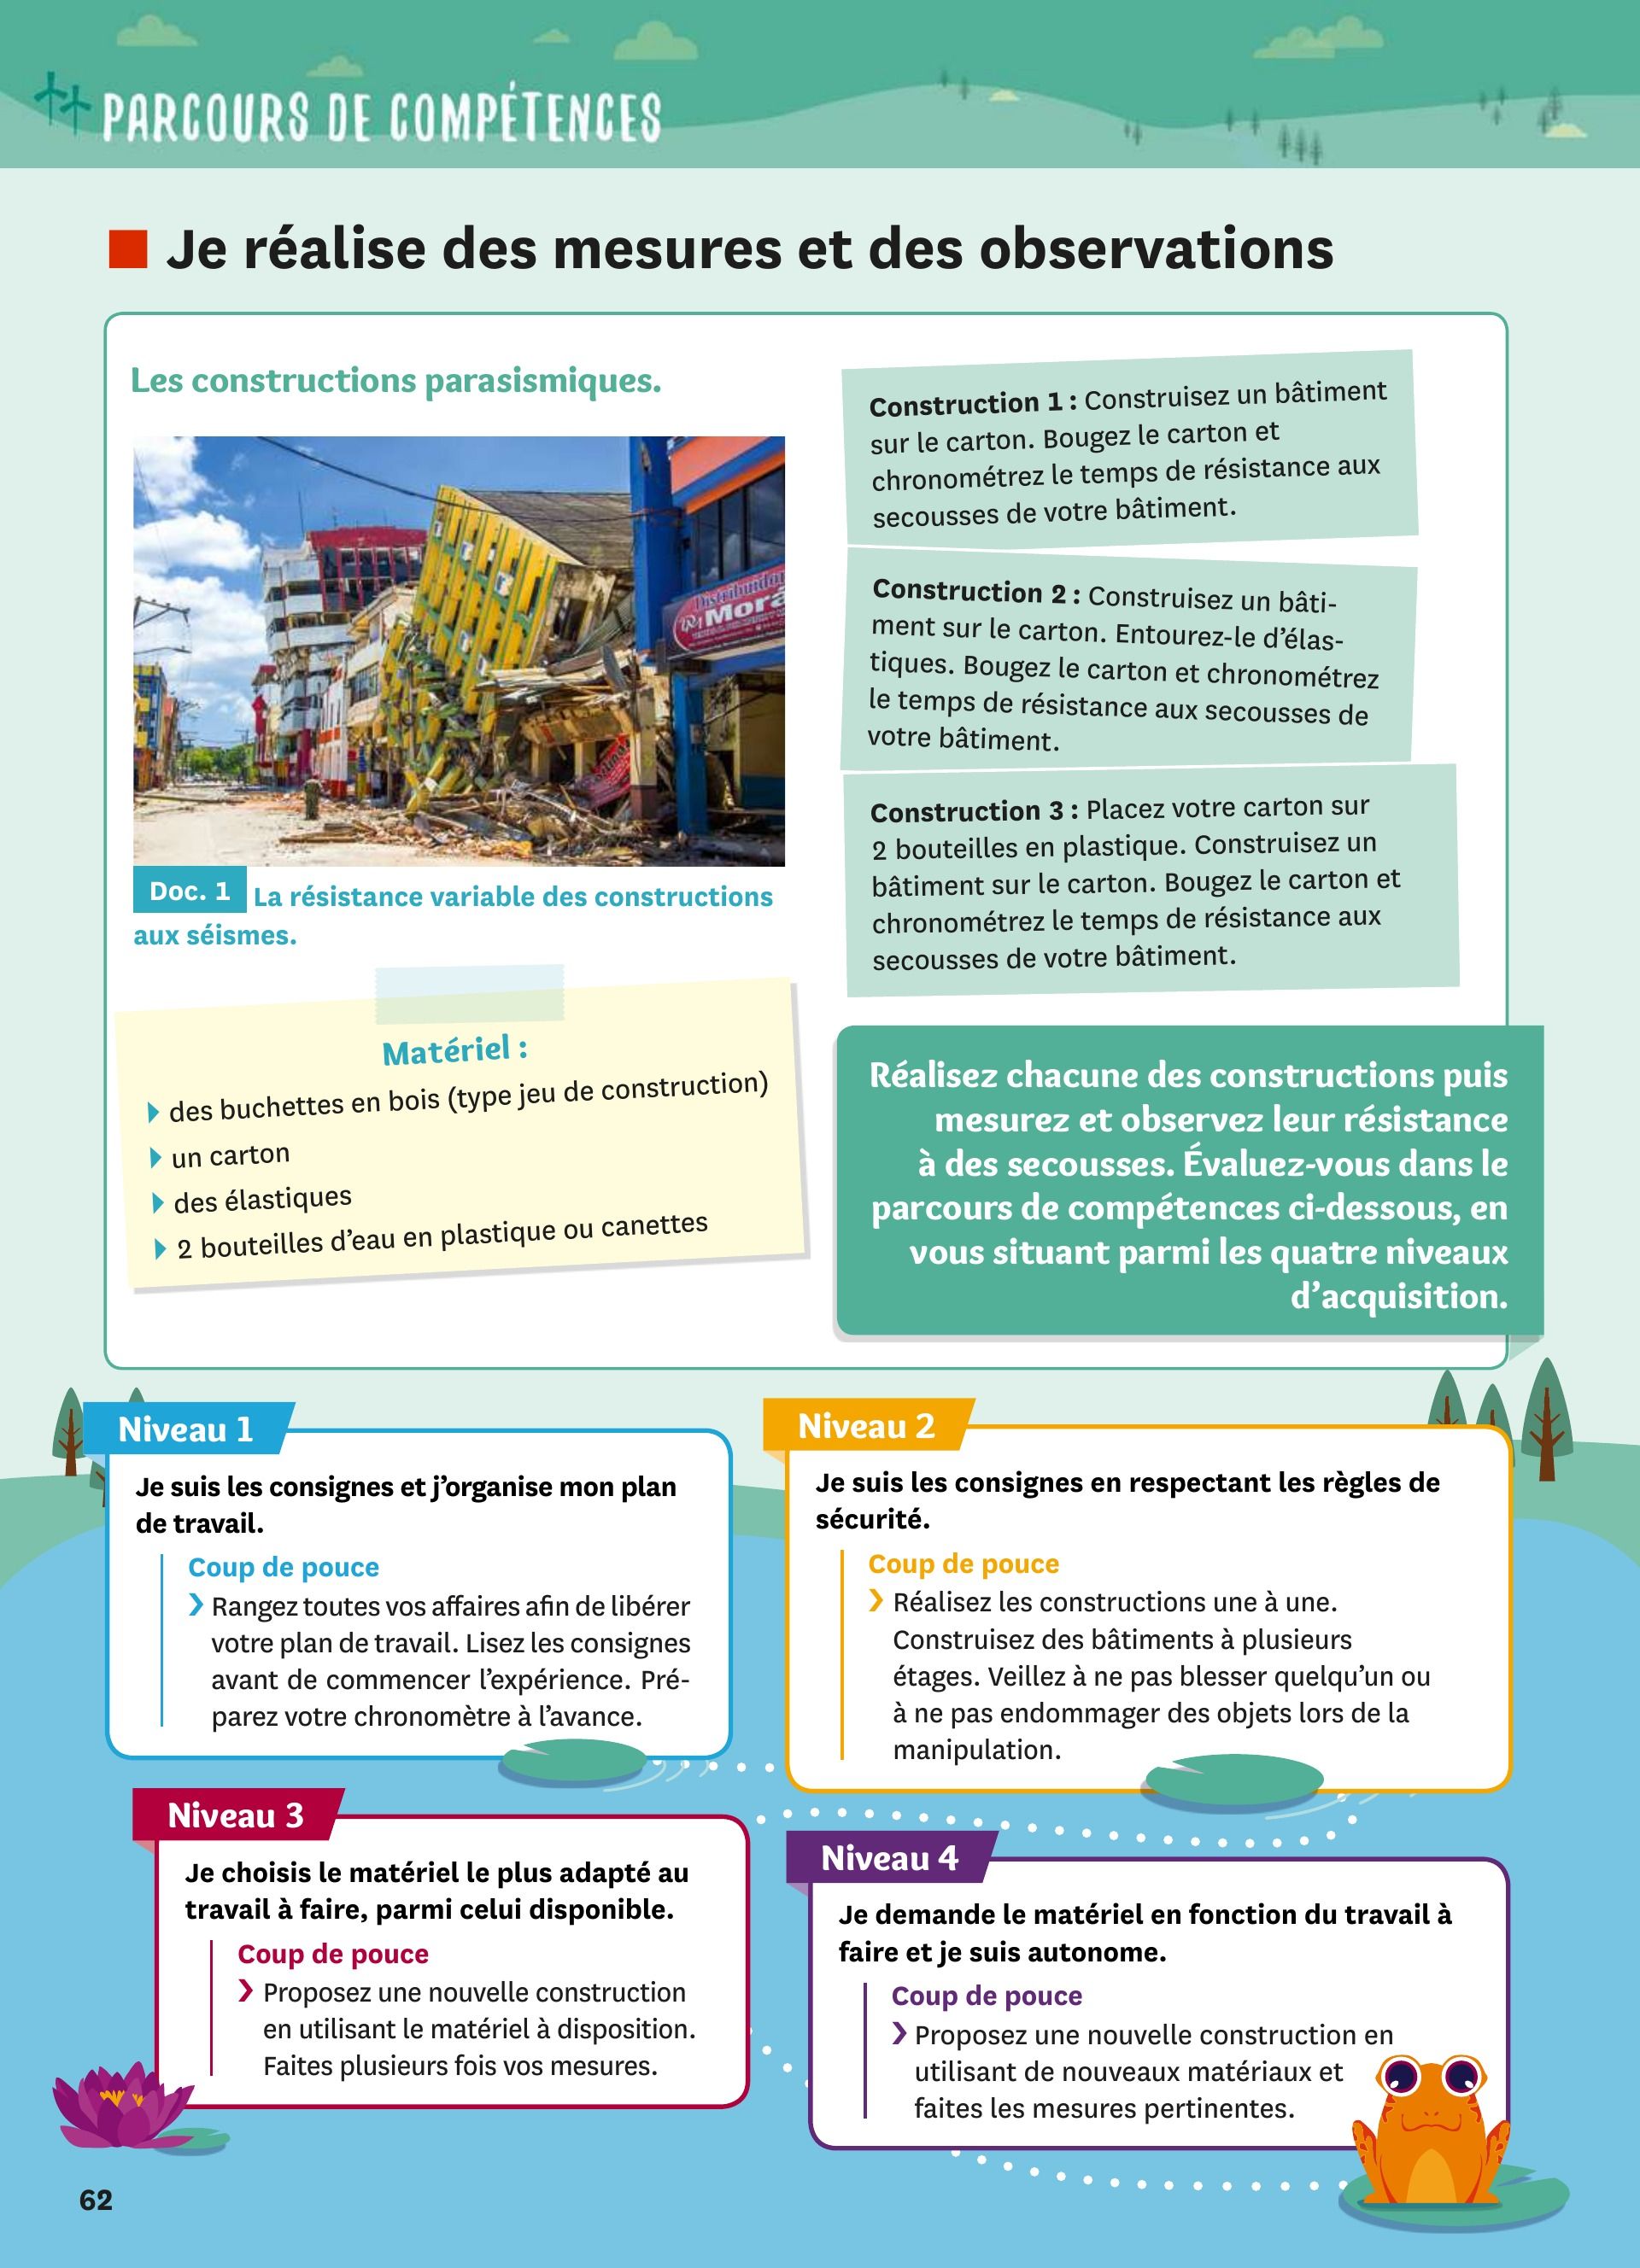 PARCOURS DE COMPÉTENCES
Je réalise des mesures et des observations
Les constructions parasismiques.
Distribuidor
Morá
Doc. 1 La résistance variable des constructions
aux séismes.
Matériel :
des buchettes en bois (type jeu de construction)
un carton
des élastiques
2 bouteilles d'eau en plastique ou canettes
Construction 1 : Construisez un bâtiment
sur le carton. Bougez le carton et
chronométrez le temps de résistance aux
secousses de votre bâtiment.
Construction 2 : Construisez un bâti-
ment sur le carton. Entourez-le d'élas-
tiques. Bougez le carton et chronométrez
le temps de résistance aux secousses de
votre bâtiment.
Construction 3 : Placez votre carton sur
2 bouteilles en plastique. Construisez un
bâtiment sur le carton. Bougez le carton et
chronométrez le temps de résistance aux
secousses de votre bâtiment.
Réalisez chacune des constructions puis
mesurez et observez leur résistance
à des secousses. Évaluez-vous dans le
parcours de compétences ci-dessous, en
vous situant parmi les quatre niveaux
d'acquisition.
Niveau 1
Je suis les consignes et j'organise mon plan
de travail.
Coup de pouce
Rangez toutes vos affaires afin de libérer
votre plan de travail. Lisez les consignes
avant de commencer l'expérience. Pré-
parez votre chronomètre à l'avance.
Niveau 2
Je suis les consignes en respectant les règles de
sécurité.
Coup de pouce
Réalisez les constructions une à une.
Construisez des bâtiments à plusieurs
étages. Veillez à ne pas blesser quelqu'un ou
à ne pas endommager des objets lors de la
manipulation.
Niveau 3
Je choisis le matériel le plus adapté au
travail à faire, parmi celui disponible.
Coup de pouce
Proposez une nouvelle construction
en utilisant le matériel à disposition.
Faites plusieurs fois vos mesures.
Niveau 4
Je demande le matériel en fonction du travail à
faire et je suis autonome.
Coup de pouce
Proposez une nouvelle construction en
utilisant de nouveaux matériaux et
faites les mesures pertinentes.
62